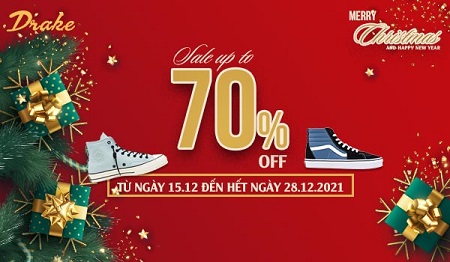 Drake
MERRY
Christmas
AND HAPPY NEW YEAR
Sale up to
70%
OFF
TỪ NGÀY 15.12 ĐẾN HẾT NGÀY 28.12.2021